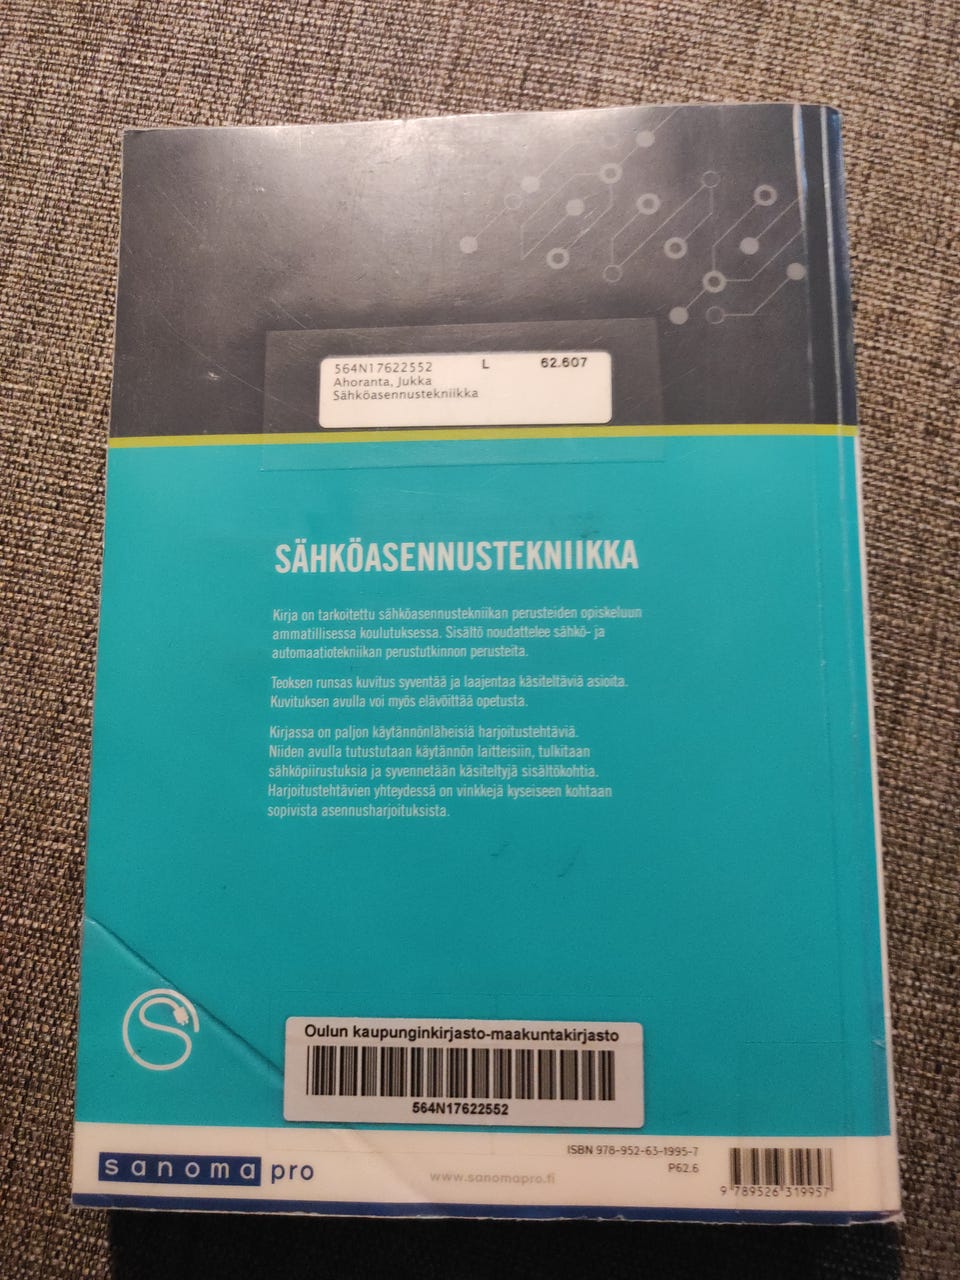 564N17622552 L 62.607
Ahoranta, Jukka
Sähköasennustekniikka
SÄHKÖASENNUSTEKNIIKKA
Kirja on tarkoitettu sähköasennustekniikan perusteiden opiskeluun
ammatillisessa koulutuksessa. Sisältö noudattelee sähkö- ja
automaatiotekniikan perustutkinnon perusteita.
Teoksen runsas kuvitus syventää ja laajentaa käsiteltäviä asioita.
Kuvituksen avulla voi myös elävöittää opetusta.
Kirjassa on paljon käytännönläheisiä harjoitustehtäviä.
Niiden avulla tutustutaan käytännön laitteisiin, tulkitaan
sähköpiirustuksia ja syvennetään käsiteltyjä sisältökohtia.
Harjoitustehtävien yhteydessä on vinkkejä kyseiseen kohtaan
sopivista asennusharjoituksista.
Oulun kaupunginkirjasto-maakuntakirjasto
564N17622552
sanoma pro
www.sanomapro.fi
ISBN 978-952-63-1995-7
P62.6
9 789526 319957